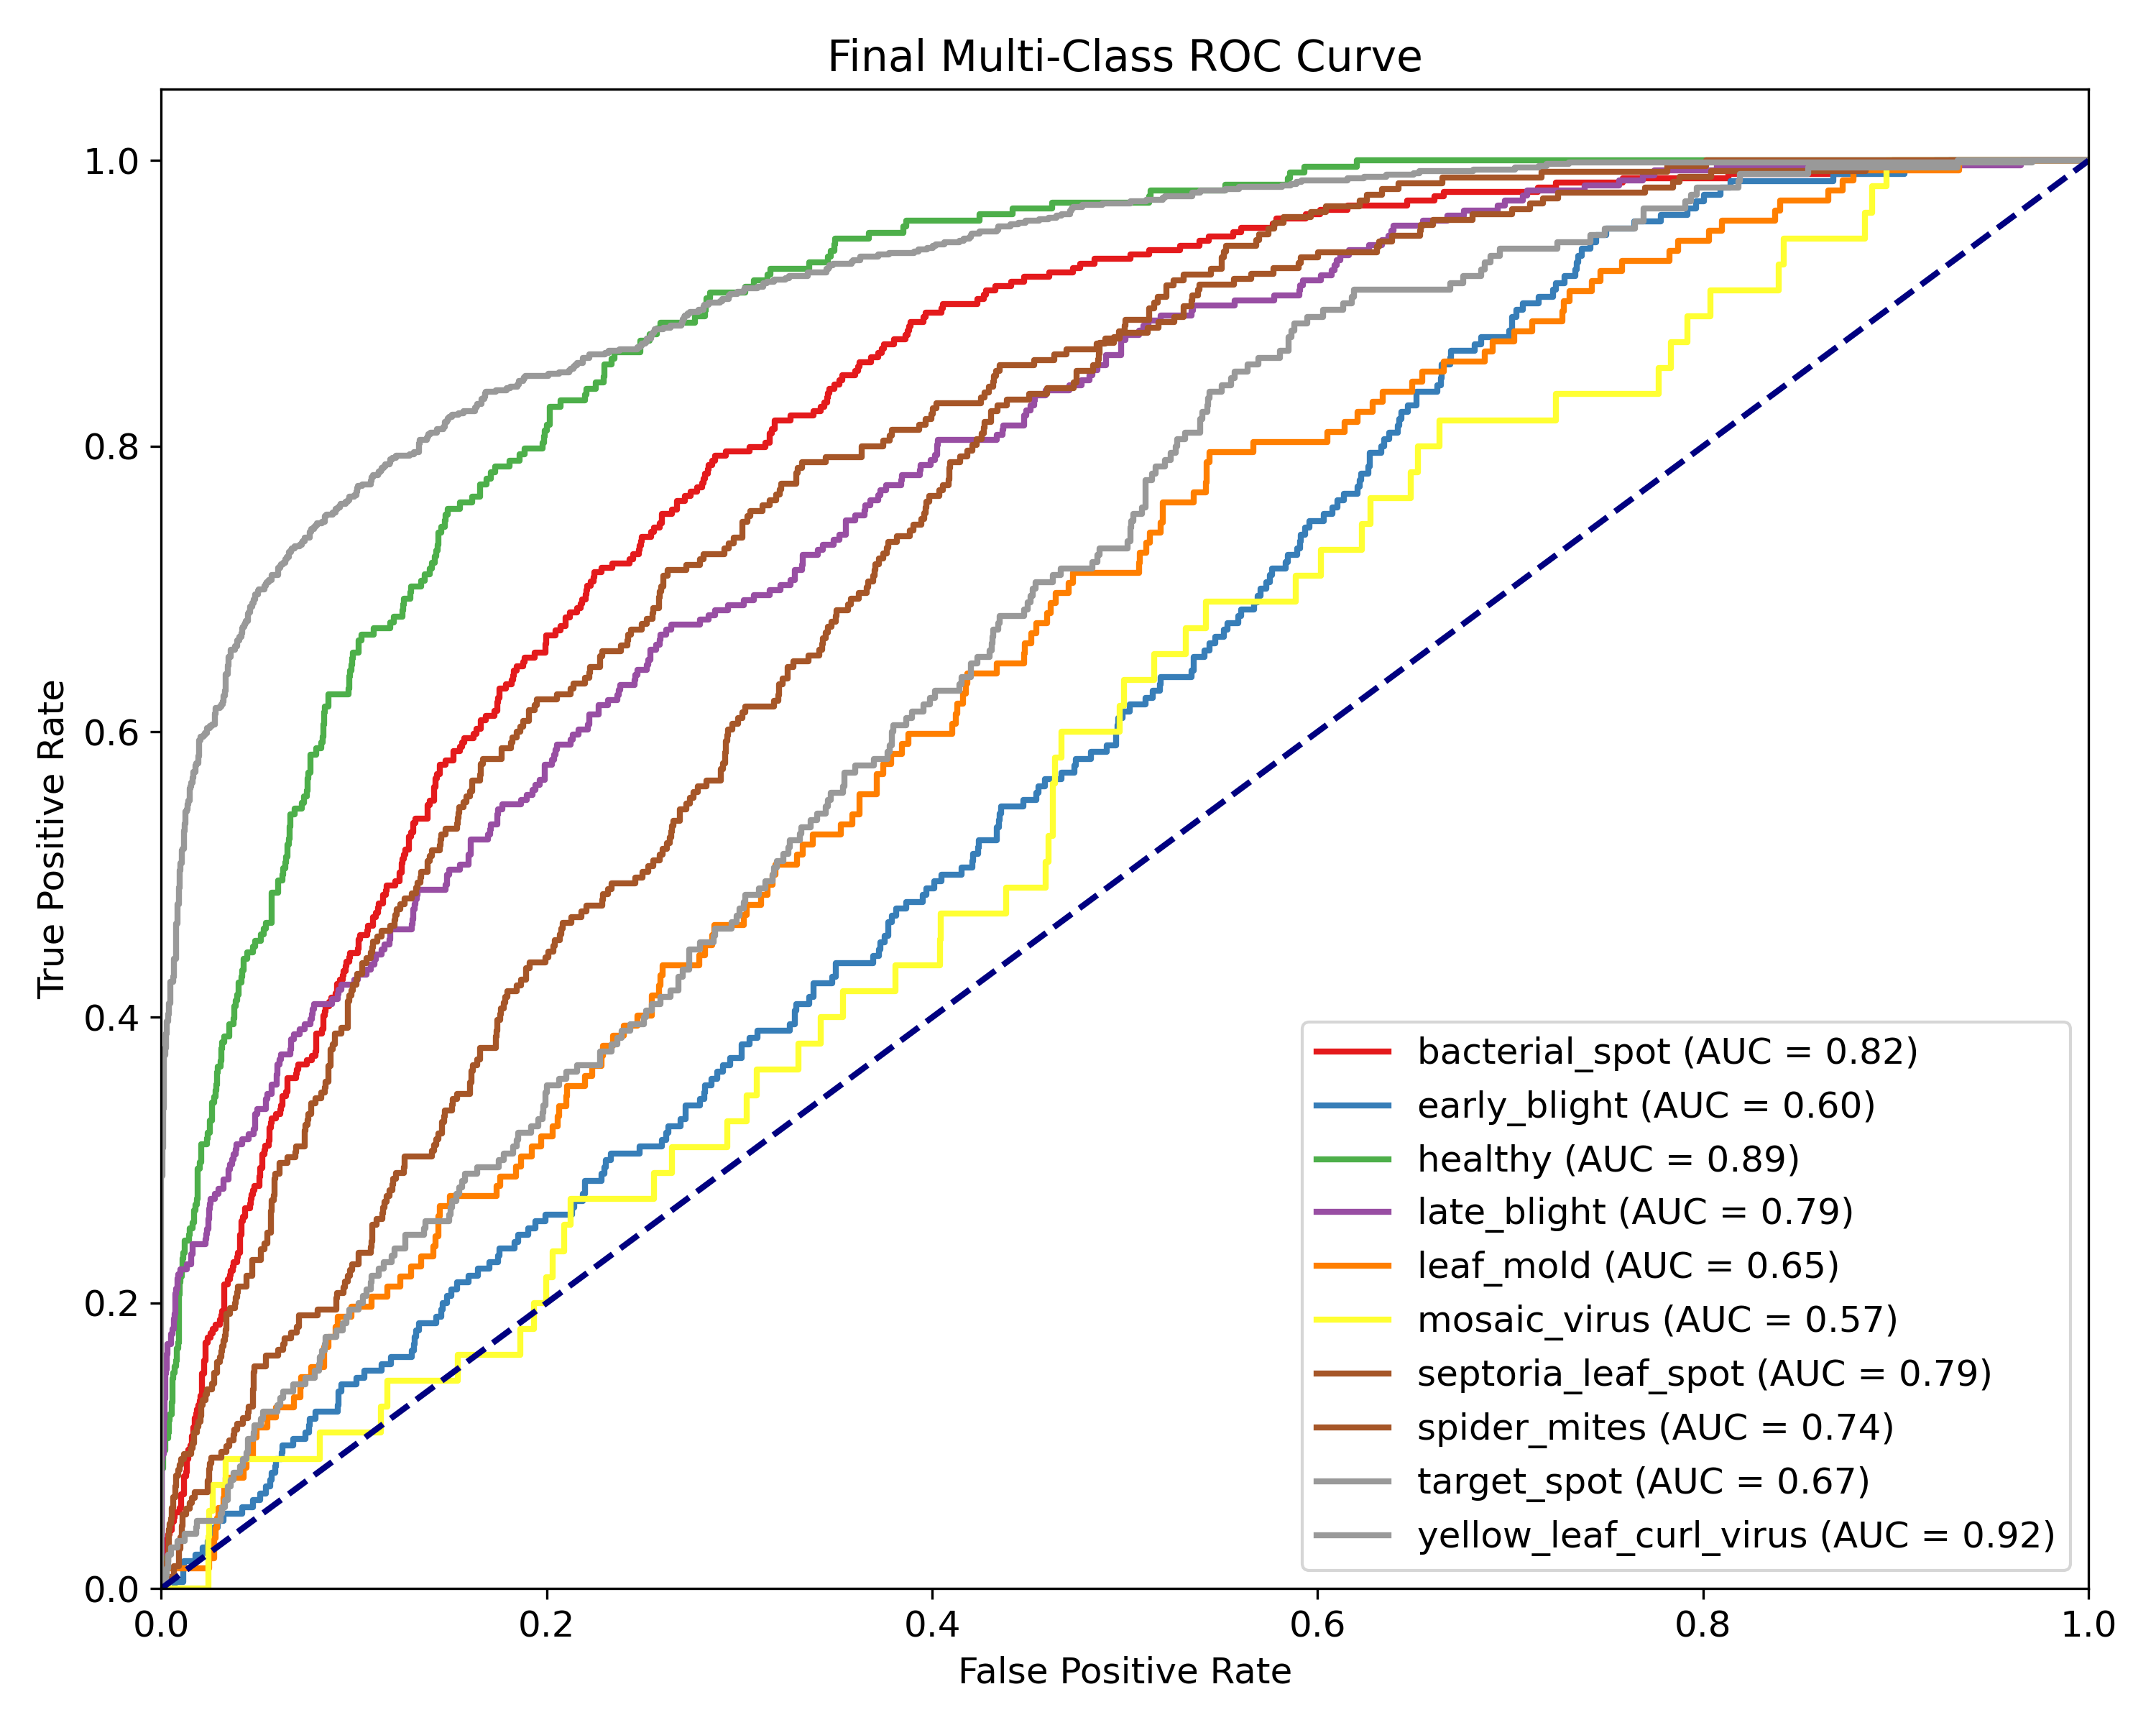 Final Multi-Class ROC Curve
True Positive Rate
1.0
0.8
0.6
0.4
0.2
0.0
bacterial_spot (AUC = 0.82)
early_blight (AUC = 0.60)
healthy (AUC = 0.89)
late_blight (AUC = 0.79)
leaf_mold (AUC = 0.65)
mosaic_virus (AUC = 0.57)
septoria_leaf_spot (AUC = 0.79)
spider_mites (AUC = 0.74)
target_spot (AUC = 0.67)
yellow_leaf_curl_virus (AUC = 0.92)
0.0 0.2 0.4 0.6 0.8 1.0
False Positive Rate